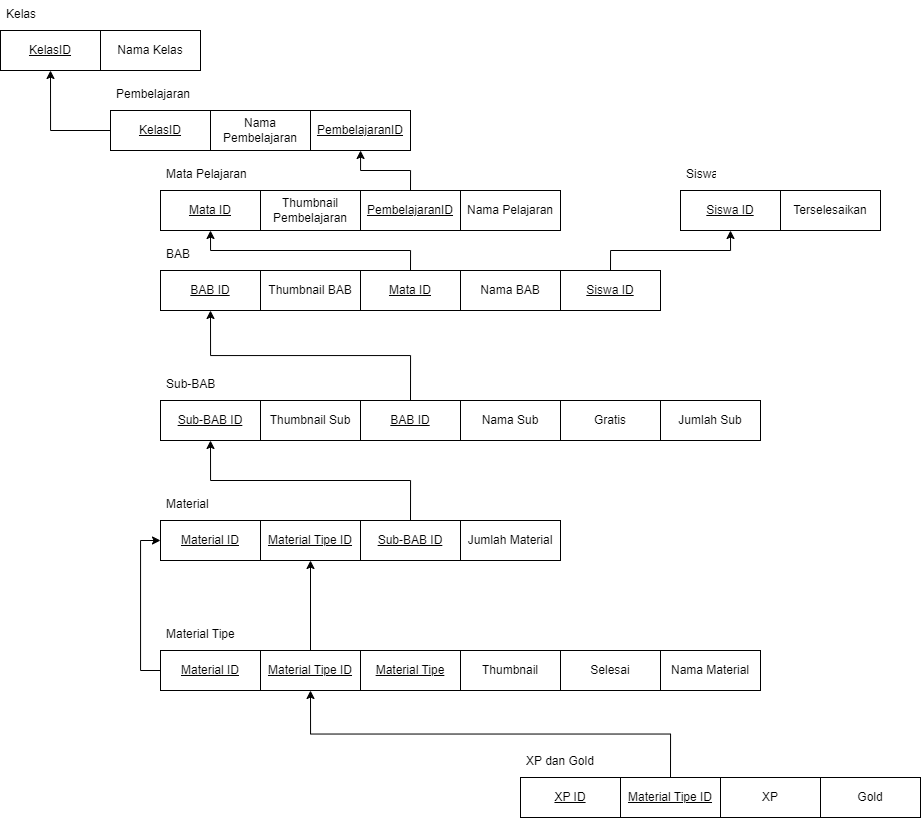 Kelas
KelasID Nama Kelas
Pembelajaran
KelasID Nama Pembelajaran PembelajaranID
Mata Pelajaran
Mata ID Thumbnail Pembelajaran PembelajaranID Nama Pelajaran
Siswa
Siswa ID Terselesaikan
BAB
BAB ID Thumbnail BAB Mata ID Nama BAB Siswa ID
Sub-BAB
Sub-BAB ID Thumbnail Sub BAB ID Nama Sub Gratis Jumlah Sub
Material
Material ID Material Tipe ID Sub-BAB ID Jumlah Material
Material Tipe
Material ID Material Tipe ID Material Tipe Thumbnail Selesai Nama Material
XP dan Gold
XP ID Material Tipe ID XP Gold